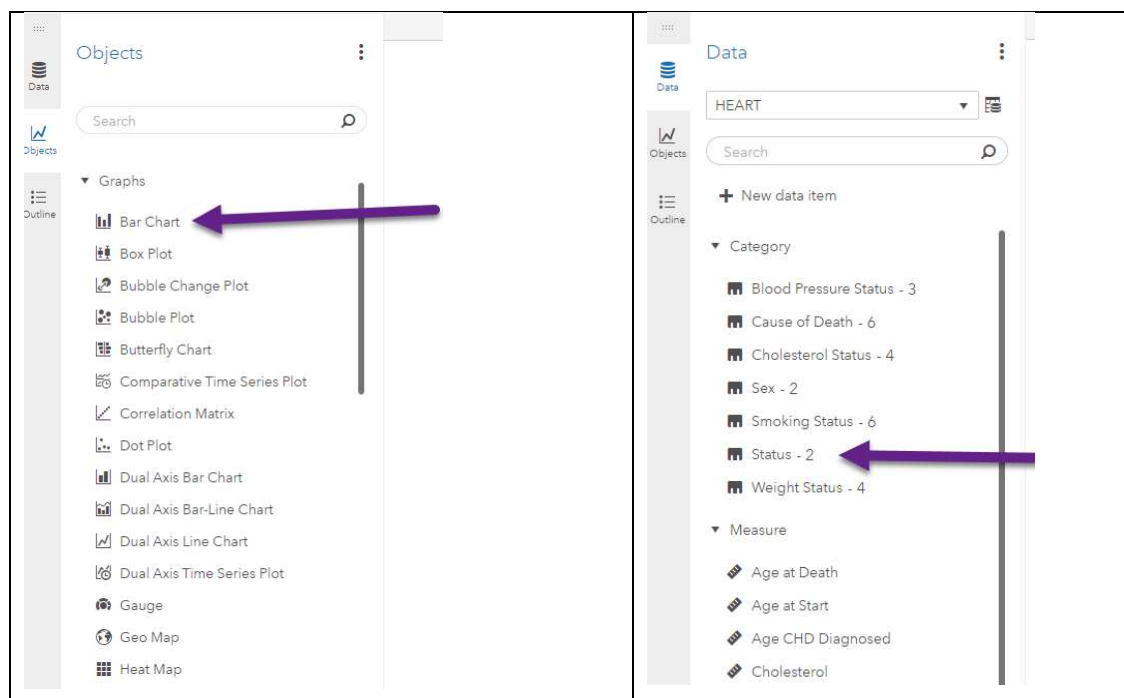 Objects
Data
Search
Objects
Graphs
Outline
Bar Chart
Box Plot
Bubble Change Plot
Bubble Plot
Butterfly Chart
Comparative Time Series Plot
Correlation Matrix
Dot Plot
Dual Axis Bar Chart
Dual Axis Bar-Line Chart
Dual Axis Line Chart
Dual Axis Time Series Plot
Gauge
Geo Map
Heat Map
Data
Data
HEART
Objects
Search
Outline
+ New data item
Category
Blood Pressure Status - 3
Cause of Death - 6
Cholesterol Status - 4
Sex - 2
Smoking Status - 6
Status - 2
Weight Status - 4
Measure
Age at Death
Age at Start
Age CHD Diagnosed
Cholesterol